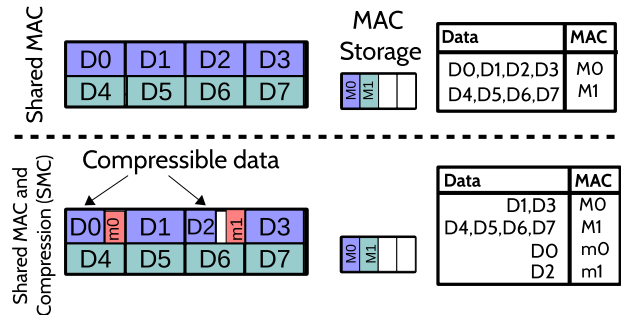 Shared MAC
D0 D1 D2 D3
D4 D5 D6 D7
MAC
Storage
M0 M1
Data MAC
D0,D1,D2,D3 M0
D4,D5,D6,D7 M1
Shared MAC and
Compression (SMC)
Compressible data
D0 m0 D1 D2 m1 D3
D4 D5 D6 D7
M0 M1
Data MAC
D1,D3 M0
D4,D5,D6,D7 M1
D0 m0
D2 m1